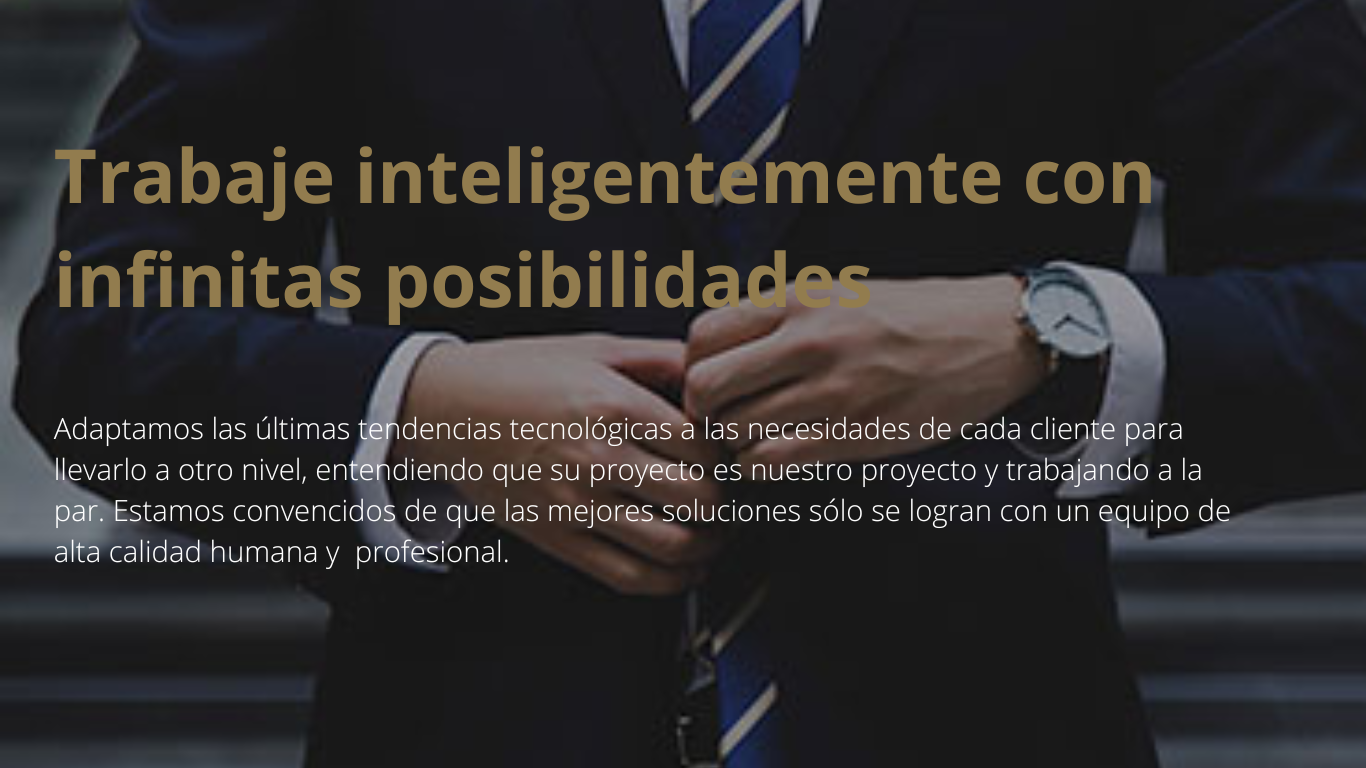 Trabaje inteligentemente con
infinitas posibilidades
Adaptamos las últimas tendencias tecnológicas a las necesidades de cada cliente para
llevarlo a otro nivel, entendiendo que su proyecto es nuestro proyecto y trabajando a la
par. Estamos convencidos de que las mejores soluciones sólo se logran con un equipo de
alta calidad humana y  profesional.